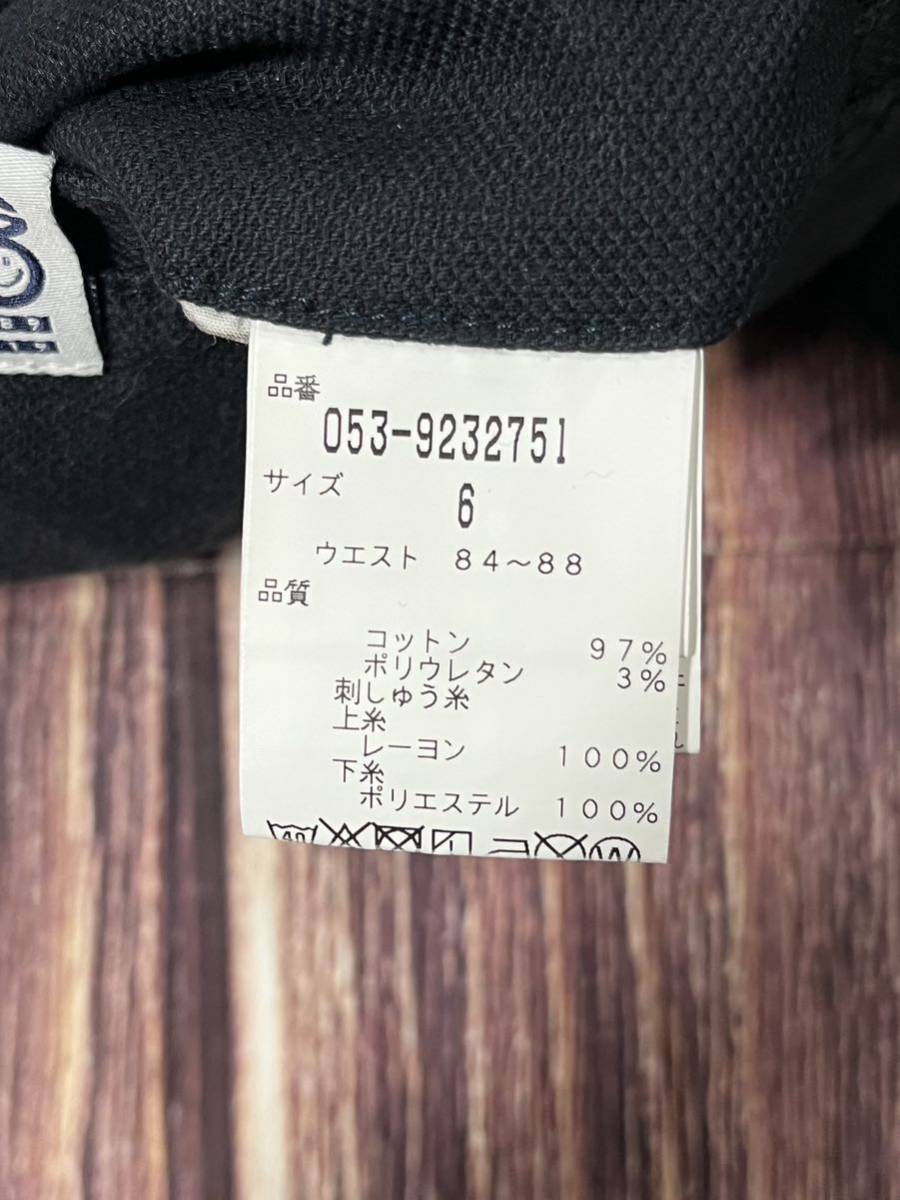 品番
053-9232751
サイズ
6
ウエスト 84～88
品質
コットン 97%
ポリウレタン 3%
刺しゅう糸
上糸
レーヨン 100%
下糸
ポリエステル 100%